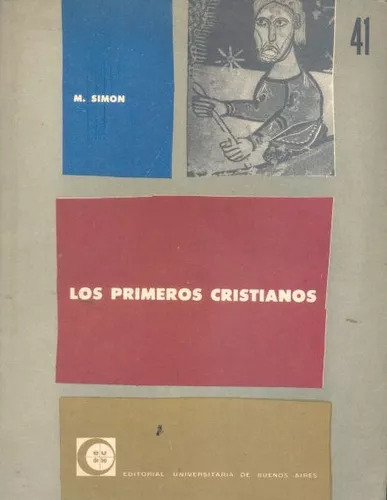 M. SIMON
41
LOS PRIMEROS CRISTIANOS
EDITORIAL UNIVERSITARIA DE BUENOS AIRES